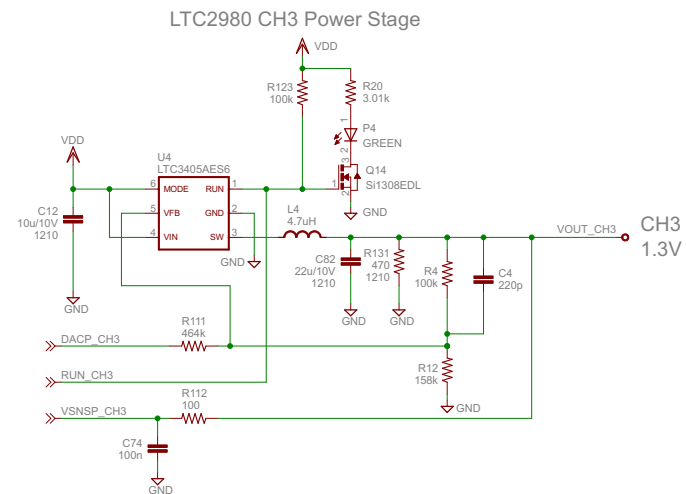 LTC2980 CH3 Power Stage
VDD
R123
100k
R20
3.01k
1
P4
GREEN
2
VDD
U4
LTC3405AES6
3
Q14
Si1308EDL
1
2
6 MODE RUN 1
5 VFB GND 2
4 VIN SW 3
C12
10u/10V
1210
GND
GND
L4
4.7uH
GND
VOUT_CH3
CH3
1.3V
C82
22u/10V
1210
R131
470
1210
R4
100k
C4
220p
GND
GND
GND
DACP_CH3
R111
464k
R12
158k
RUN_CH3
VSNSP_CH3
R112
100
GND
C74
100n
GND